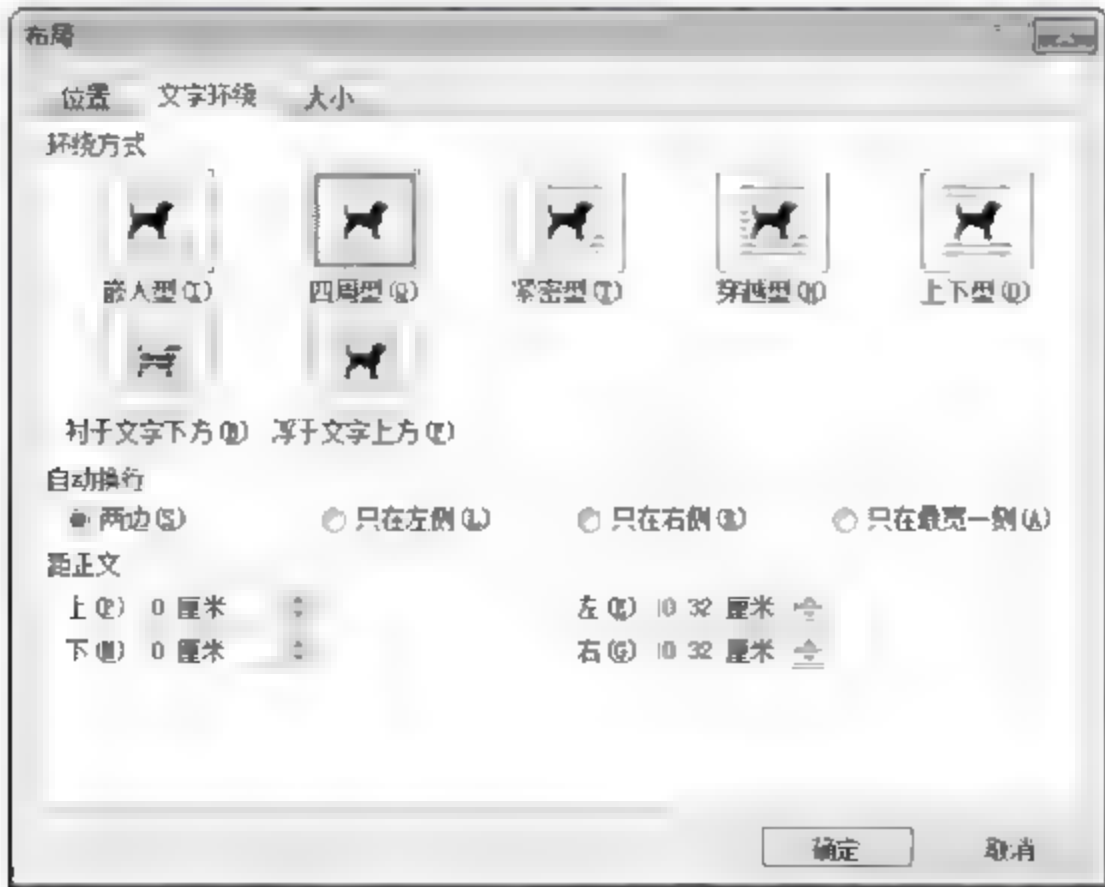 布局
位置 文字环绕 大小
环绕方式
嵌入型(I) 四周型(Q) 紧密型(T) 穿越型(H) 上下型(O)
衬于文字下方(B) 浮于文字上方(F)
自动换行
两边(S) 只在左侧(L) 只在右侧(R) 只在最宽一侧(A)
距正文
上(P) 0 厘米 左(E) 0.32 厘米
下(M) 0 厘米 右(G) 0.32 厘米
确定 取消